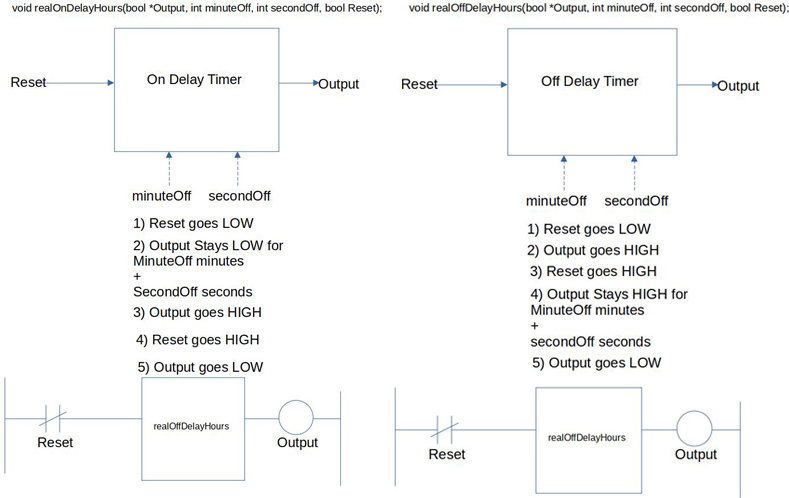 void realOnDelayHours(bool *Output, int minuteOff, int secondOff, bool Reset);
Reset
On Delay Timer
Output
minuteOff secondOff
1) Reset goes LOW
2) Output Stays LOW for
MinuteOff minutes
+
SecondOff seconds
3) Output goes HIGH
4) Reset goes HIGH
5) Output goes LOW
realOffDelayHours
Reset
Output
void realOffDelayHours(bool *Output, int minuteOff, int secondOff, bool Reset);
Reset
Off Delay Timer
Output
minuteOff secondOff
1) Reset goes LOW
2) Output goes HIGH
3) Reset goes HIGH
4) Output Stays HIGH for
MinuteOff minutes
+
secondOff seconds
5) Output goes LOW
realOffDelayHours
Reset
Output